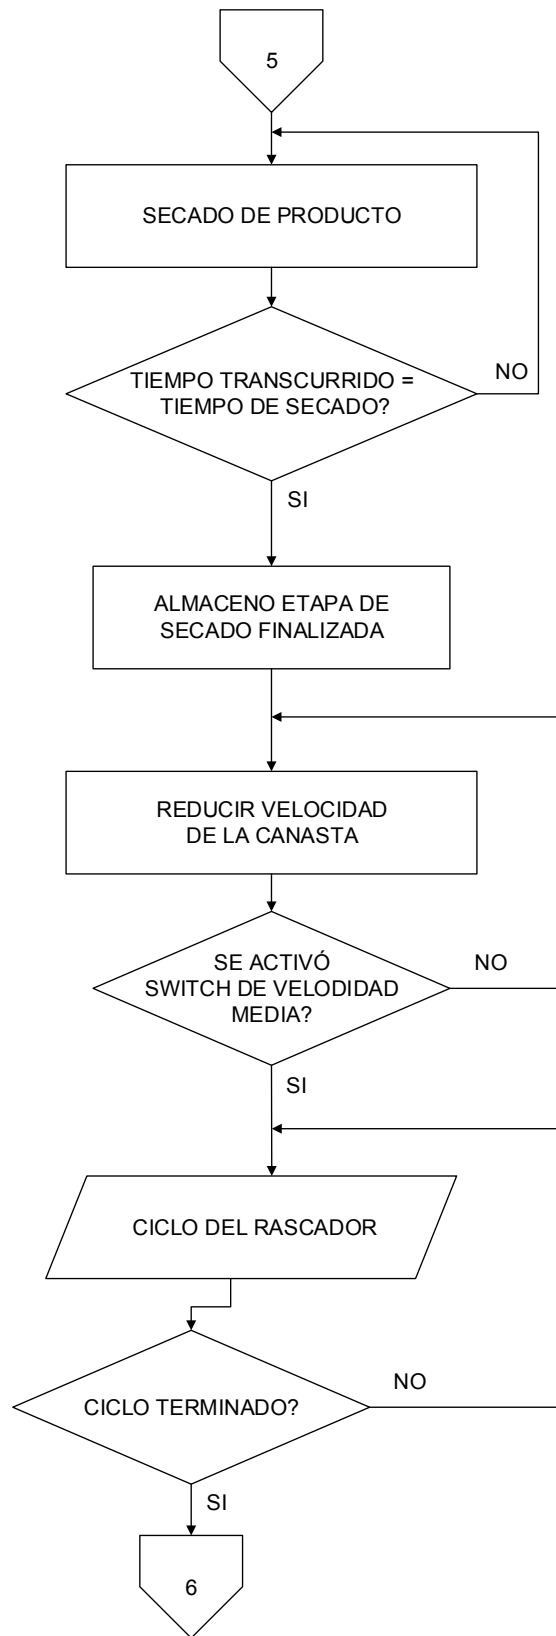 5
SECADO DE PRODUCTO
TIEMPO TRANSCURRIDO =
TIEMPO DE SECADO?
NO
SI
ALMACENO ETAPA DE
SECADO FINALIZADA
REDUCIR VELOCIDAD
DE LA CANASTA
SE ACTIVÓ
SWITCH DE VELODIDAD
MEDIA?
NO
SI
CICLO DEL RASCADOR
CICLO TERMINADO?
NO
SI
6